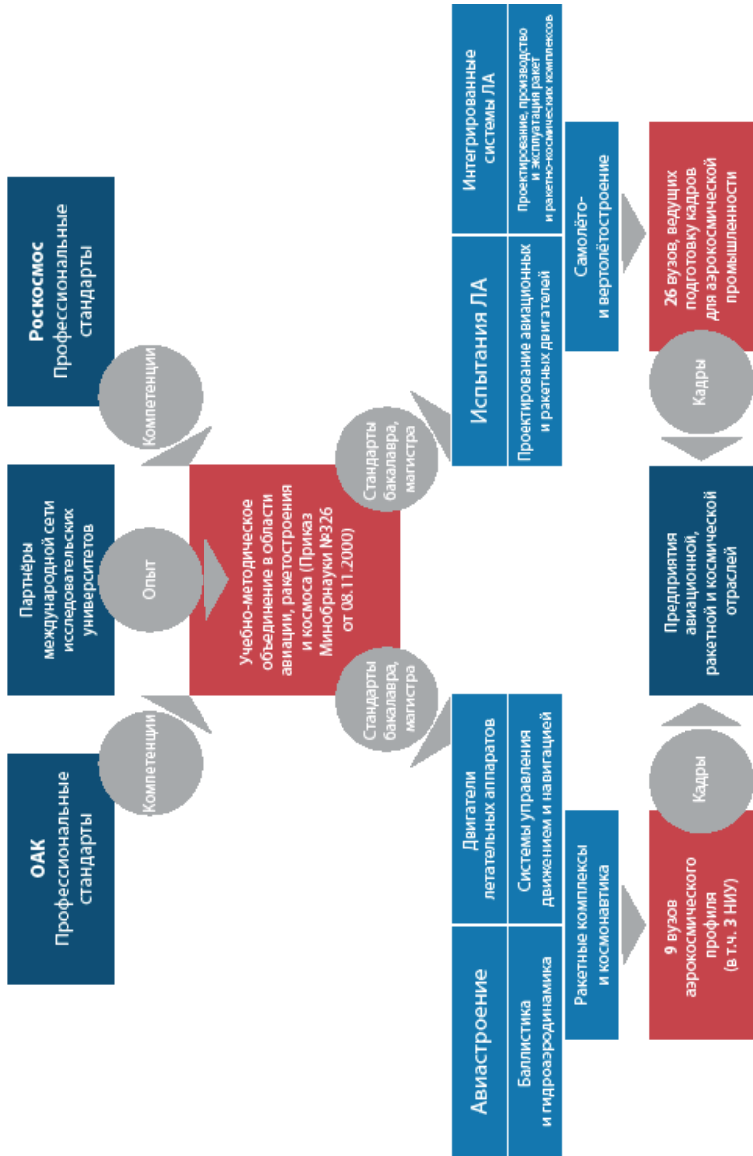 ОАК
Профессиональные
стандарты
Партнёры
международной сети
исследовательских
университетов
Роскосмос
Профессиональные
стандарты
Компетенции
Опыт
Компетенции
Учебно-методическое
объединение в области
авиации, ракетостроения
и космоса (Приказ
Минобрнауки №326
от 08.11.2000)
Стандарты
бакалавра,
магистра
Стандарты
бакалавра,
магистра
Авиастроение
Двигатели
летательных аппаратов
Баллистика
и гидроаэродинамика
Системы управления
движением и навигацией
Ракетные комплексы
и космонавтика
Испытания ЛА
Интегрированные
системы ЛА
Проектирование авиационных
и ракетных двигателей
Проектирование, производство
и эксплуатация ракет
и ракетно-космических комплексов
Самолёто-
и вертолётостроение
9 вузов
аэрокосмического
профиля
(в т.ч. 3 НИУ)
Кадры
Предприятия
авиационной,
ракетной и космической
отраслей
Кадры
26 вузов, ведущих
подготовку кадров
для аэрокосмической
промышленности